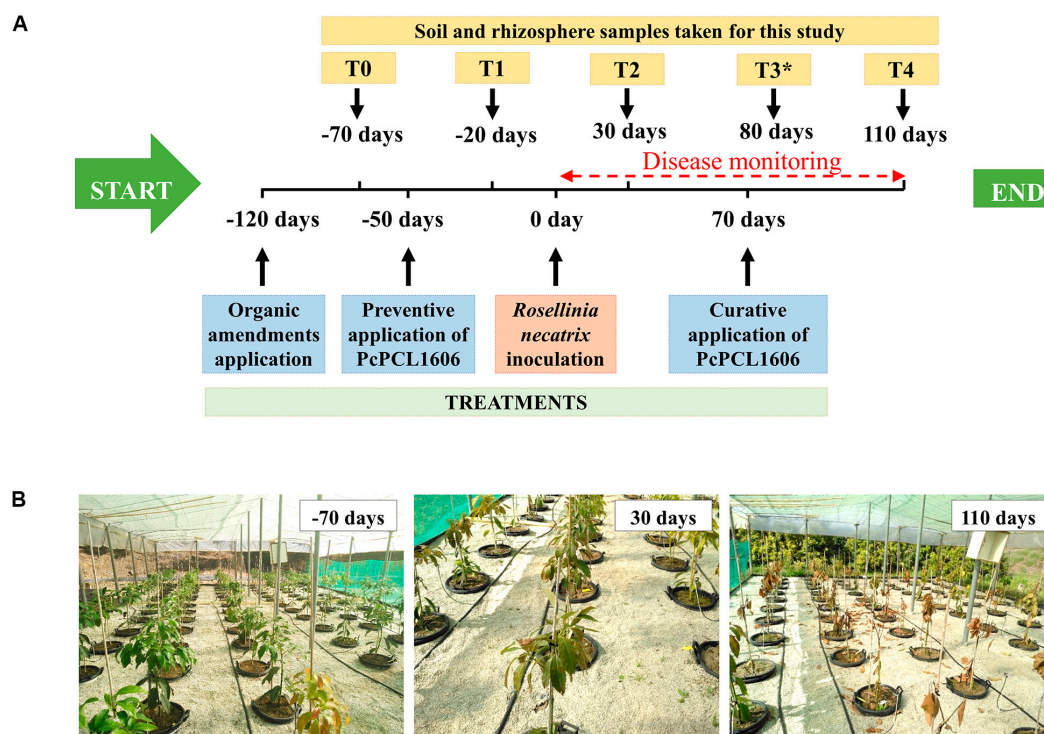 A
Soil and rhizosphere samples taken for this study
T0 T1 T2 T3* T4
-70 days -20 days 30 days 80 days 110 days
Disease monitoring
START
END
-120 days -50 days 0 day 70 days
Organic
amendments
application
Preventive
application of
PcPCL1606
Rosellinia
necatrix
inoculation
Curative
application of
PcPCL1606
TREATMENTS
B
-70 days
30 days
110 days